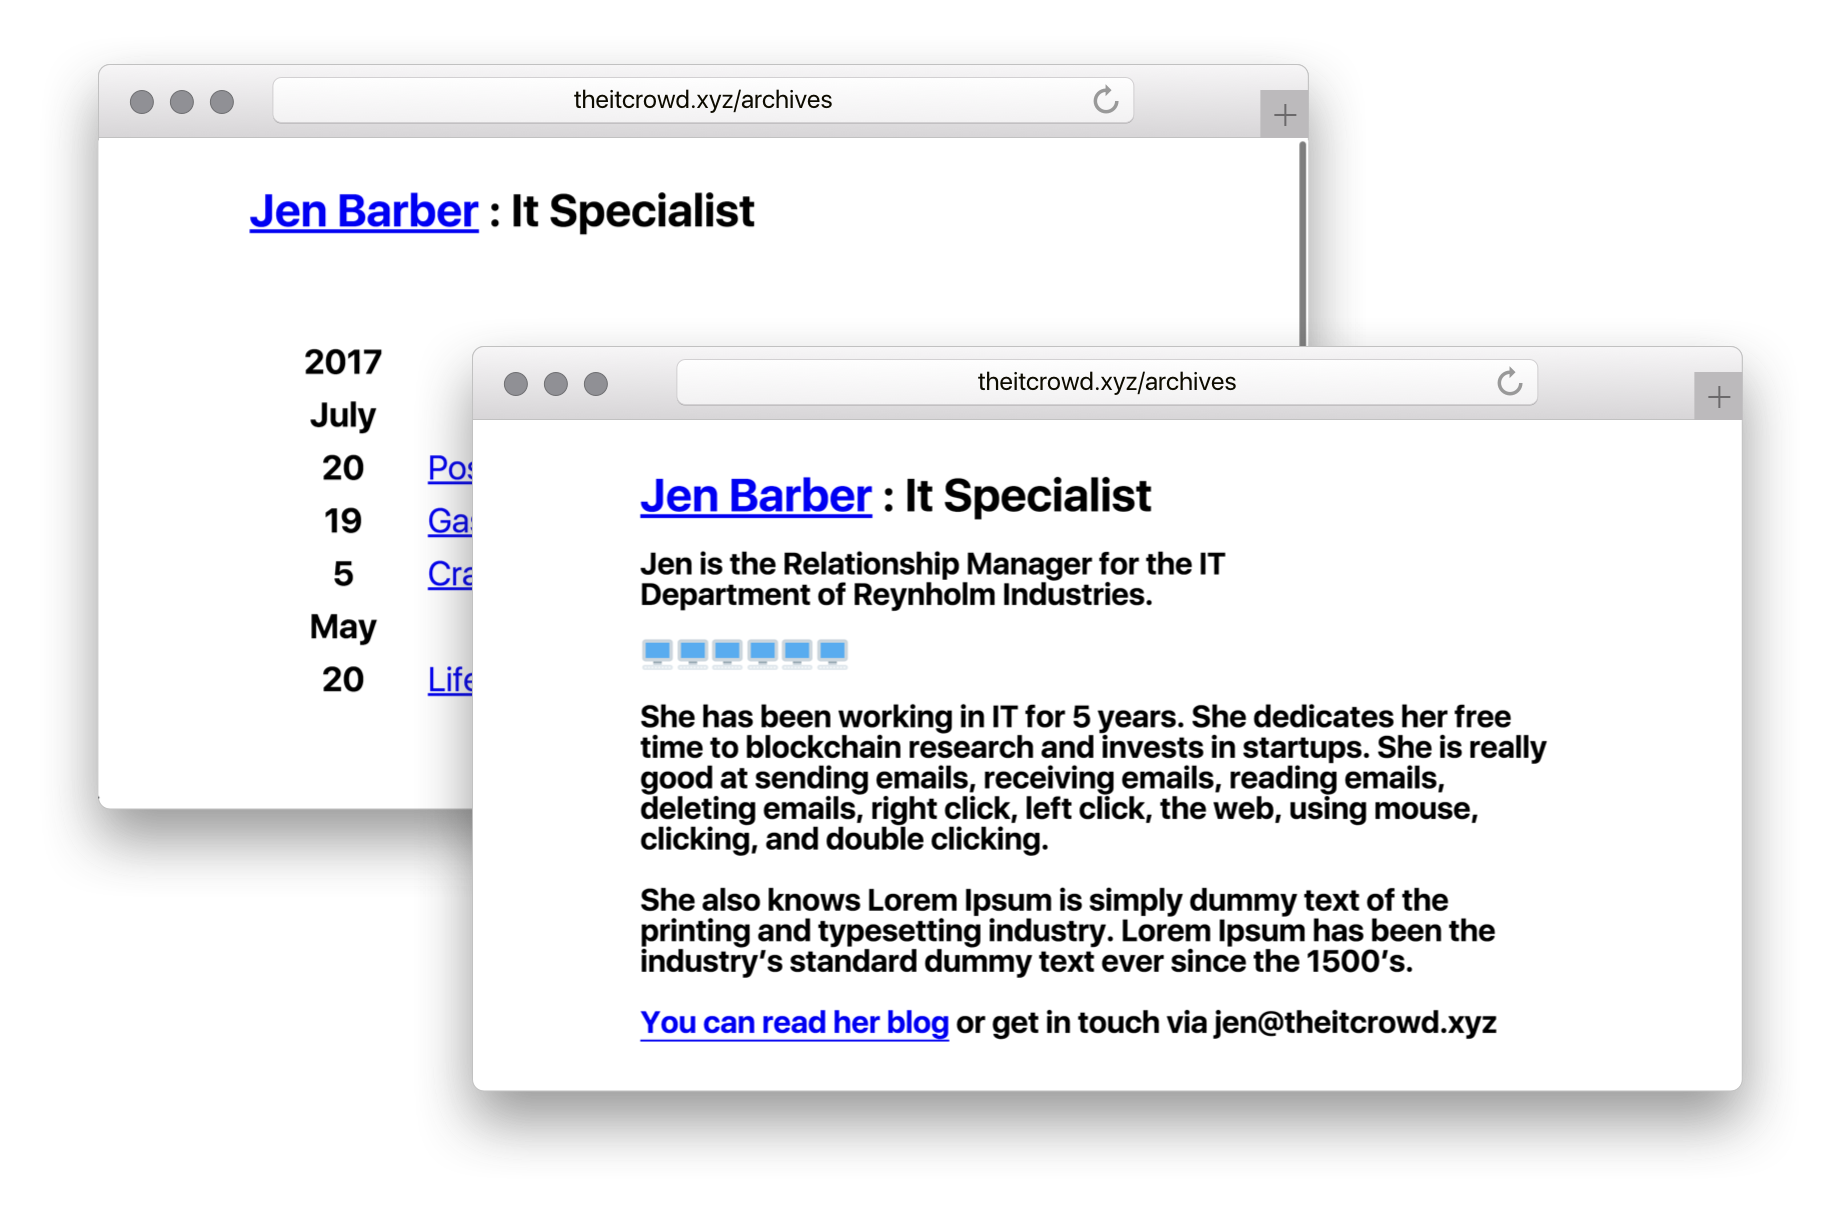 theitcrowd.xyz/archives
Jen Barber : It Specialist
2017
July
20
19
5
May
20
theitcrowd.xyz/archives
Jen Barber : It Specialist
Jen is the Relationship Manager for the IT
Department of Reynholm Industries.
She has been working in IT for 5 years. She dedicates her free
time to blockchain research and invests in startups. She is really
good at sending emails, receiving emails, reading emails,
deleting emails, right click, left click, the web, using mouse,
clicking, and double clicking.
She also knows Lorem Ipsum is simply dummy text of the
printing and typesetting industry. Lorem Ipsum has been the
industry’s standard dummy text ever since the 1500’s.
You can read her blog or get in touch via jen@theitcrowd.xyz